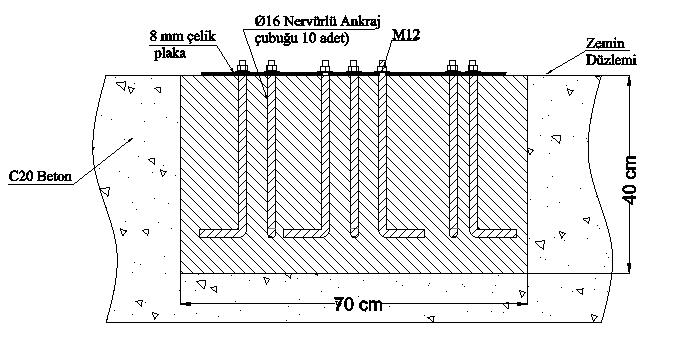 Ø16 Nervürlü Ankraj
çubuğu 10 adet)
8 mm çelik
plaka
M12
Zemin
Düzlemi
C20 Beton
40 cm
70 cm